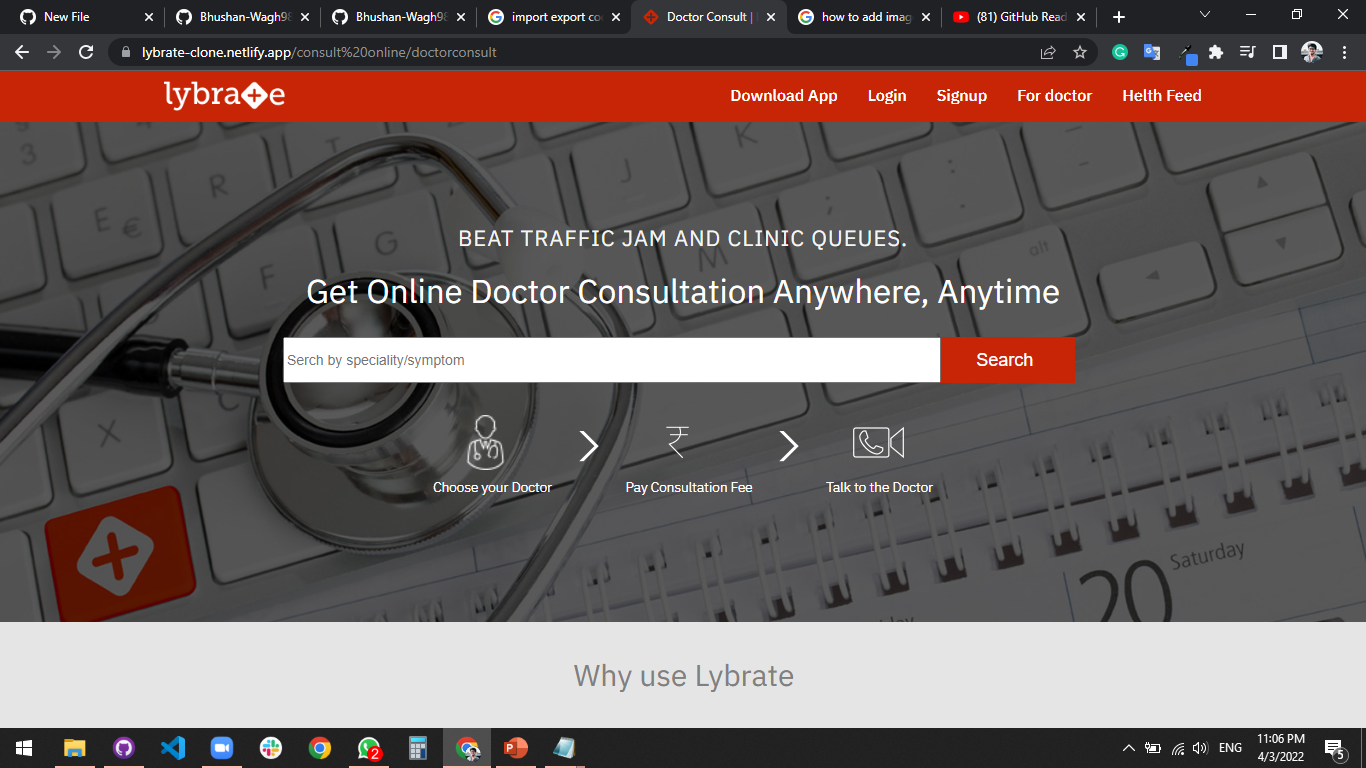 New File
Bhushan-Wagh98
Bhushan-Wagh98
import export co
Doctor Consult |
how to add imag
(81) GitHub Read
lybrate-clone.netlify.app/consult%20online/doctorconsult
lybrate
Download App
Login
Signup
For doctor
Helth Feed
BEAT TRAFFIC JAM AND CLINIC QUEUES.
Get Online Doctor Consultation Anywhere, Anytime
Serch by speciality/symptom
Search
Choose your Doctor
Pay Consultation Fee
Talk to the Doctor
Saturday
20
Why use Lybrate
2
ENG
11:06 PM
4/3/2022
5